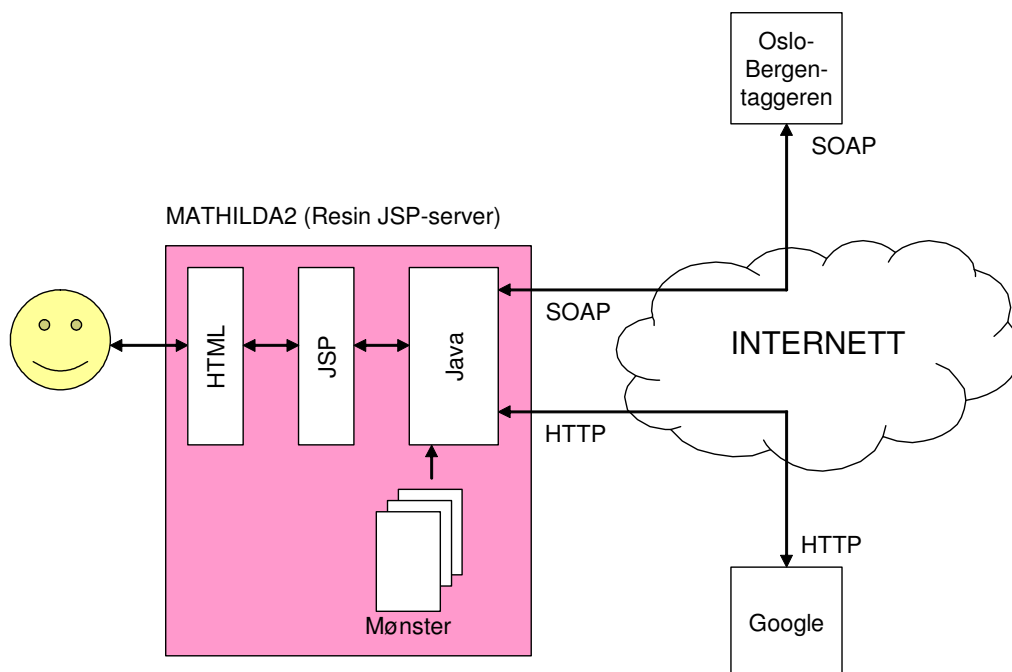 Oslo-
Bergen-
taggeren
SOAP
MATHILDA2 (Resin JSP-server)
HTML
JSP
Java
SOAP
INTERNETT
HTTP
HTTP
Mønster
Google